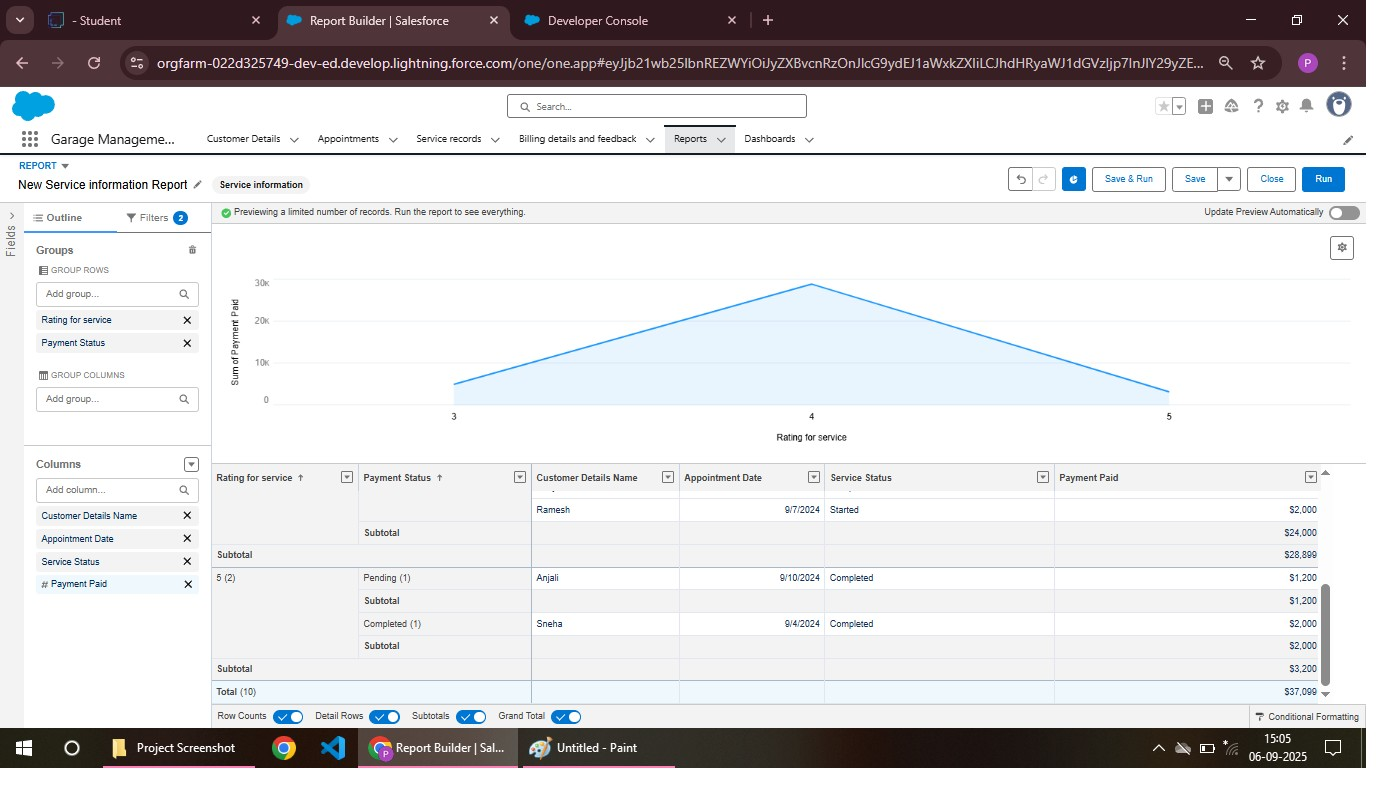 - Student
Report Builder | Salesforce
Developer Console
orgfarm-022d325749-dev-ed.develop.lightning.force.com/one/one.app#eyJjb21wb25lbnREZWYiOiJyZXBvcnRzOnJlcG9ydEJ1aWxkZXIiLCJhdHRyaWJ1dGVzIjp7InJlY29yZE...
P
Search...
Garage Manageme...
Customer Details
Appointments
Service records
Billing details and feedback
Reports
Dashboards
REPORT
New Service information Report
Service information
Save & Run
Save
Close
Run
Fields
Outline
Filters 2
Previewing a limited number of records. Run the report to see everything.
Update Preview Automatically
Groups
GROUP ROWS
Add group...
Rating for service
Payment Status
GROUP COLUMNS
Add group...
Columns
Add column...
Customer Details Name
Appointment Date
Service Status
# Payment Paid
Sum of Payment Paid
30K
20K
10K
0
3 4 5
Rating for service
Rating for service ↑ Payment Status ↑ Customer Details Name Appointment Date Service Status Payment Paid
Ramesh 9/7/2024 Started $2,000
Subtotal $24,000
Subtotal $28,899
5 (2) Pending (1) Anjali 9/10/2024 Completed $1,200
Subtotal $1,200
Completed (1) Sneha 9/4/2024 Completed $2,000
Subtotal $2,000
Subtotal $3,200
Total (10) $37,099
Row Counts
Detail Rows
Subtotals
Grand Total
Conditional Formatting
Project Screenshot
P
Report Builder | Sal...
Untitled - Paint
15:05
06-09-2025